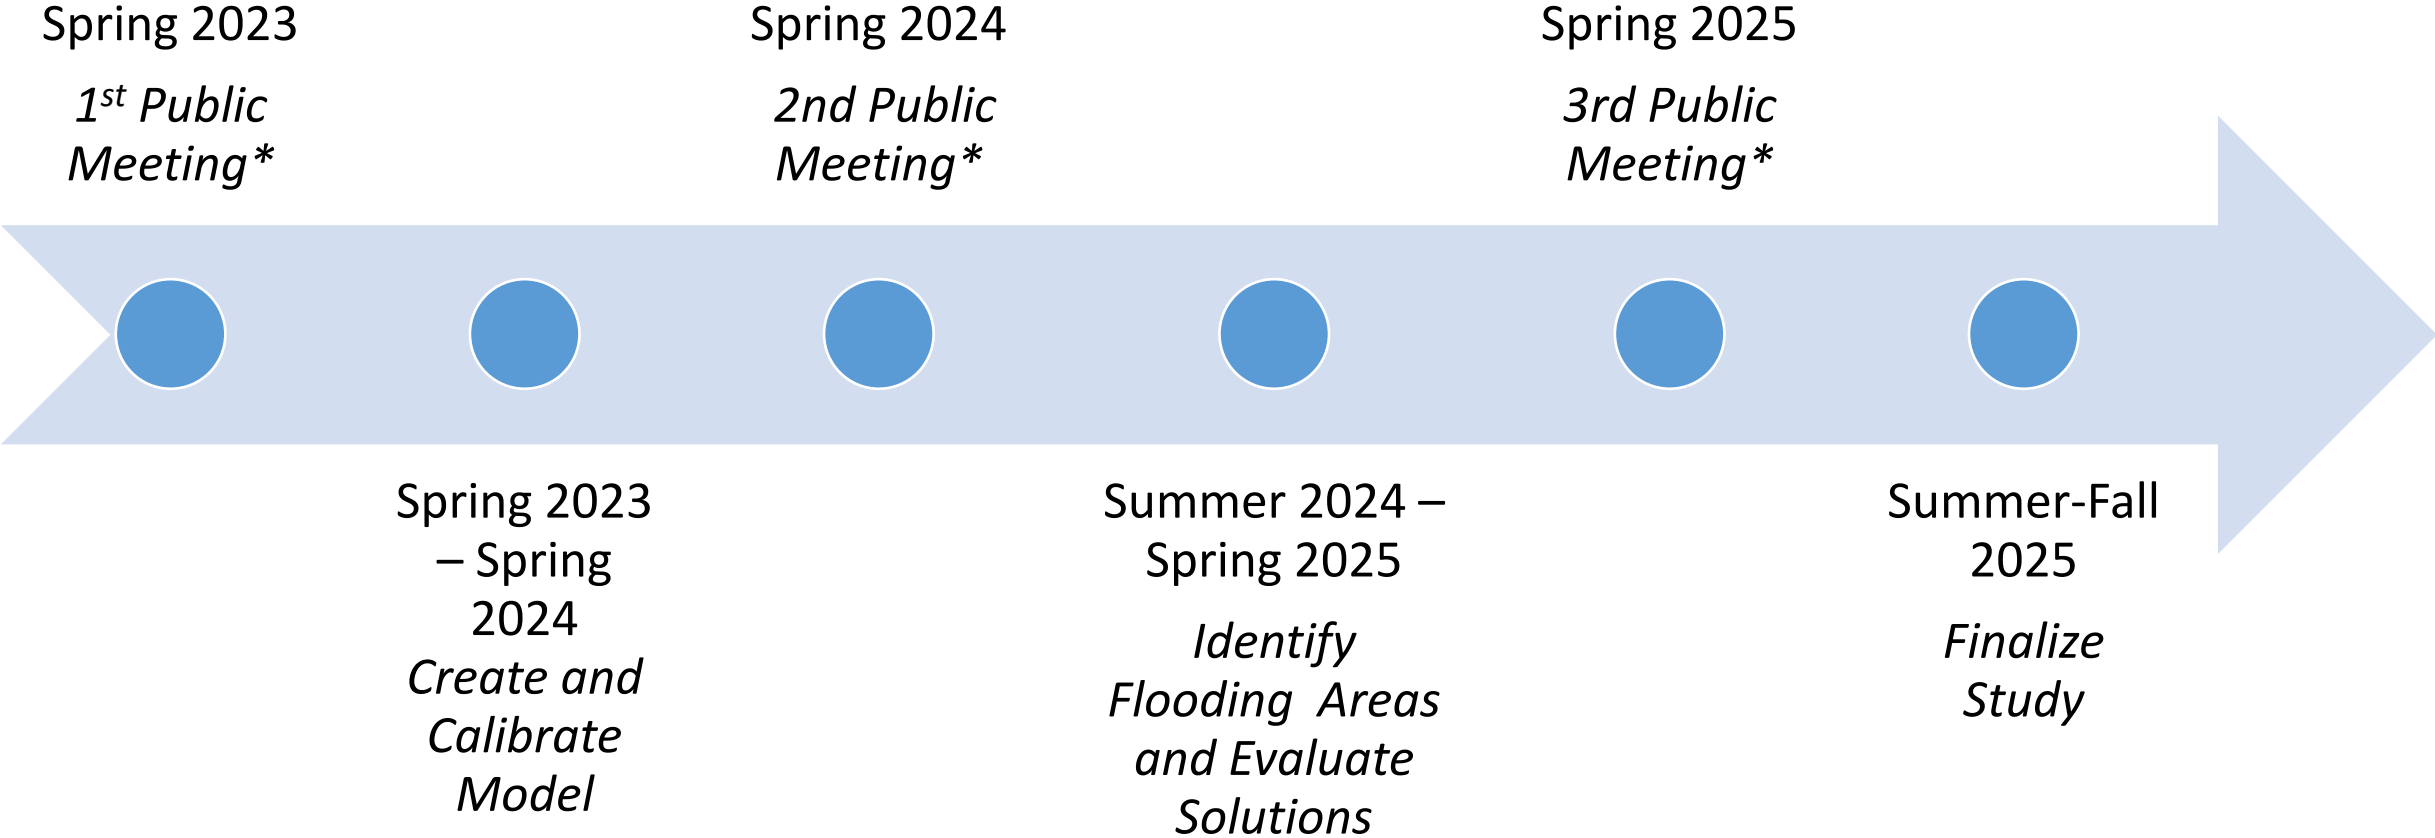 Spring 2023
1st Public
Meeting*
Spring 2023
– Spring
2024
Create and
Calibrate
Model
Spring 2024
2nd Public
Meeting*
Summer 2024 –
Spring 2025
Identify
Flooding  Areas
and Evaluate
Solutions
Spring 2025
3rd Public
Meeting*
Summer-Fall
2025
Finalize
Study